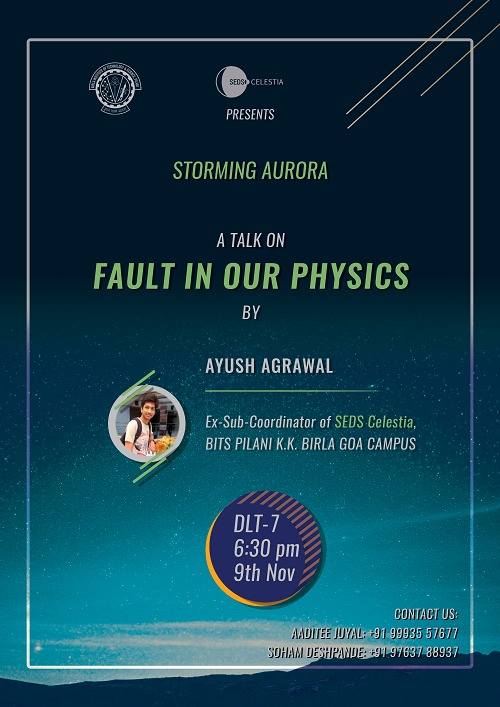 SEDS CELESTIA
PRESENTS
STORMING AURORA
A TALK ON
FAULT IN OUR PHYSICS
BY
AYUSH AGRAWAL
Ex-Sub-Coordinator of SEDS Celestia,
BITS PILANI K.K. BIRLA GOA CAMPUS
DLT-7
6:30 pm
9th Nov
CONTACT US:
AADITEE JUYAL: +91 99935 57677
SOHAM DESHPANDE: +91 97637 88937